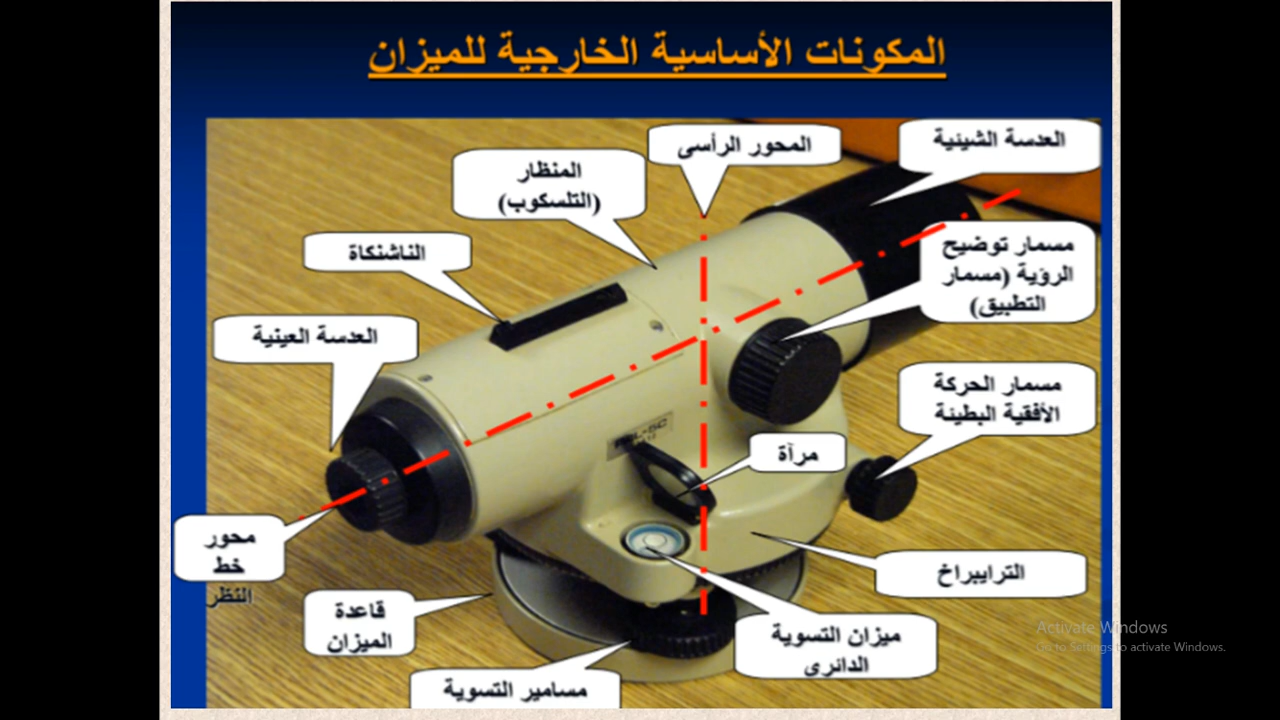 المكونات الأساسية الخارجية للميزان
المحور الرأسى
العدسة الشيئية
المنظار
(التلسكوب)
مسمار توضيح
الرؤية (مسمار
التطبيق)
الناشنكاة
العدسة العينية
مسمار الحركة
الأفقية البطيئة
مرآة
محور
خط
النظر
الترايبراخ
قاعدة
الميزان
ميزان التسوية
الدائرى
مسامير التسوية
Activate Windows
Go to Settings to activate Windows.